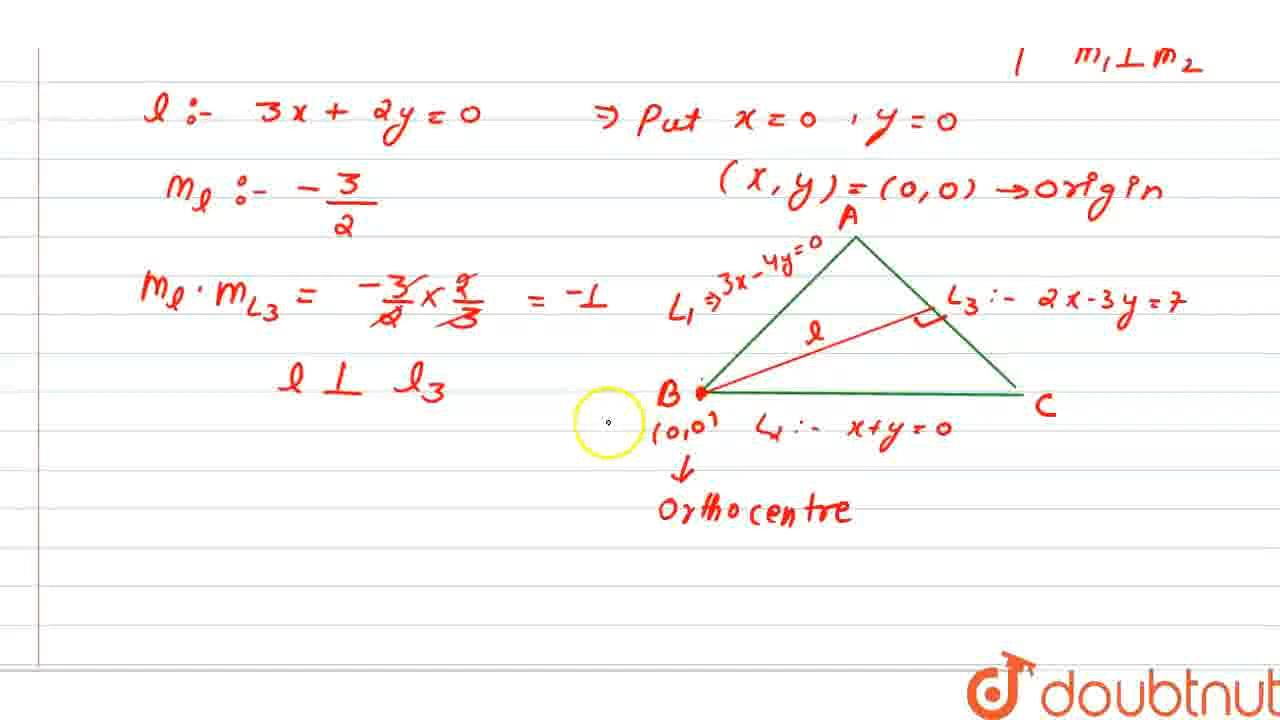 m₁ ⊥ m₂
l :- 3x + 2y = 0 ⇒ Put x = 0 , y = 0
m_l :- -3/2
(x, y) = (0, 0) → origin
A
L₁ ⇒ 3x - 4y = 0
m_l · m_L₃ = -3/2 × 2/3 = -1
L₃ :- 2x - 3y = 7
l
l ⊥ l₃
B
C
(0,0)
x + y = 0
↓
Orthocentre
doubtnut